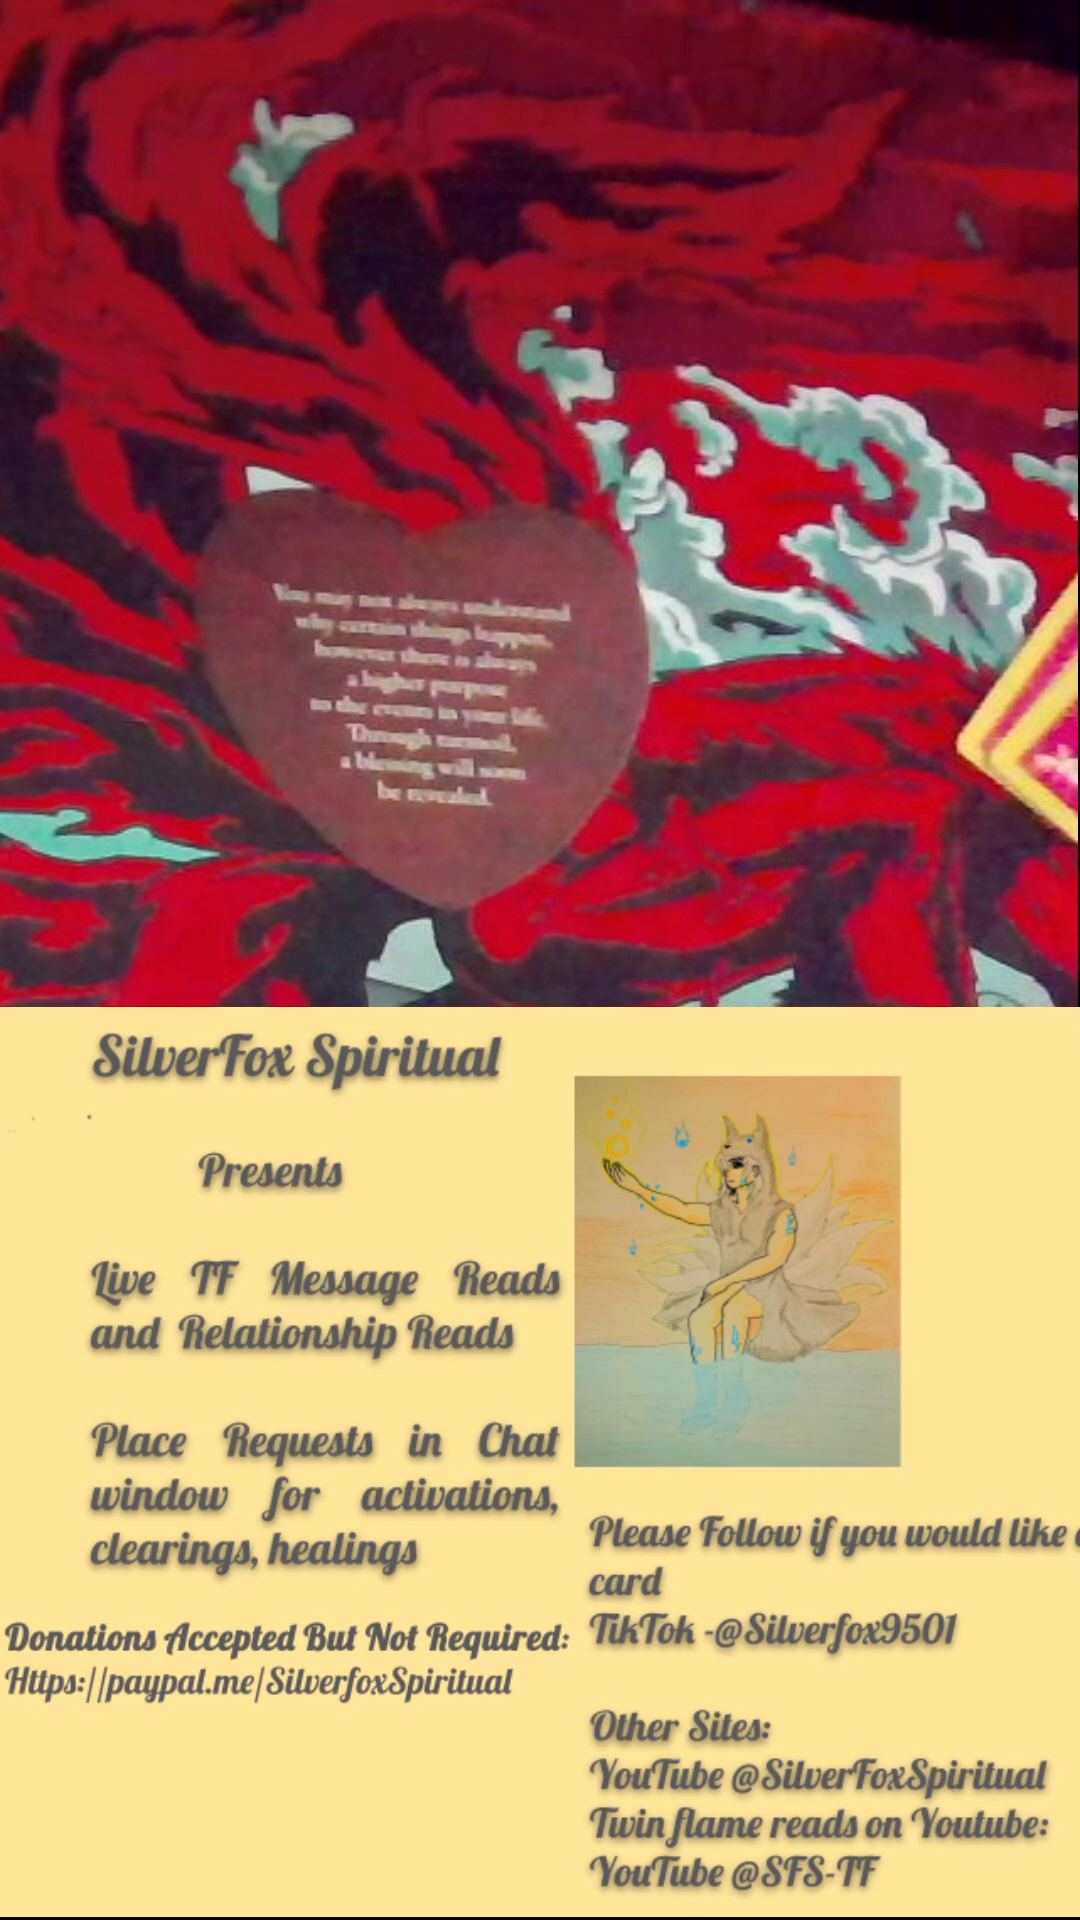 You may not always understand
why certain things happen,
however there is always
a higher purpose
to the events in your life.
Through turmoil,
a blessing will soon
be revealed.
SilverFox Spiritual
Presents
Live TF Message Reads
and Relationship Reads
Place Requests in Chat
window for activations,
clearings, healings
Donations Accepted But Not Required:
Https://paypal.me/SilverfoxSpiritual
Please Follow if you would like a
card
TikTok -@Silverfox9501
Other Sites:
YouTube @SilverFoxSpiritual
Twin flame reads on Youtube:
YouTube @SFS-TF